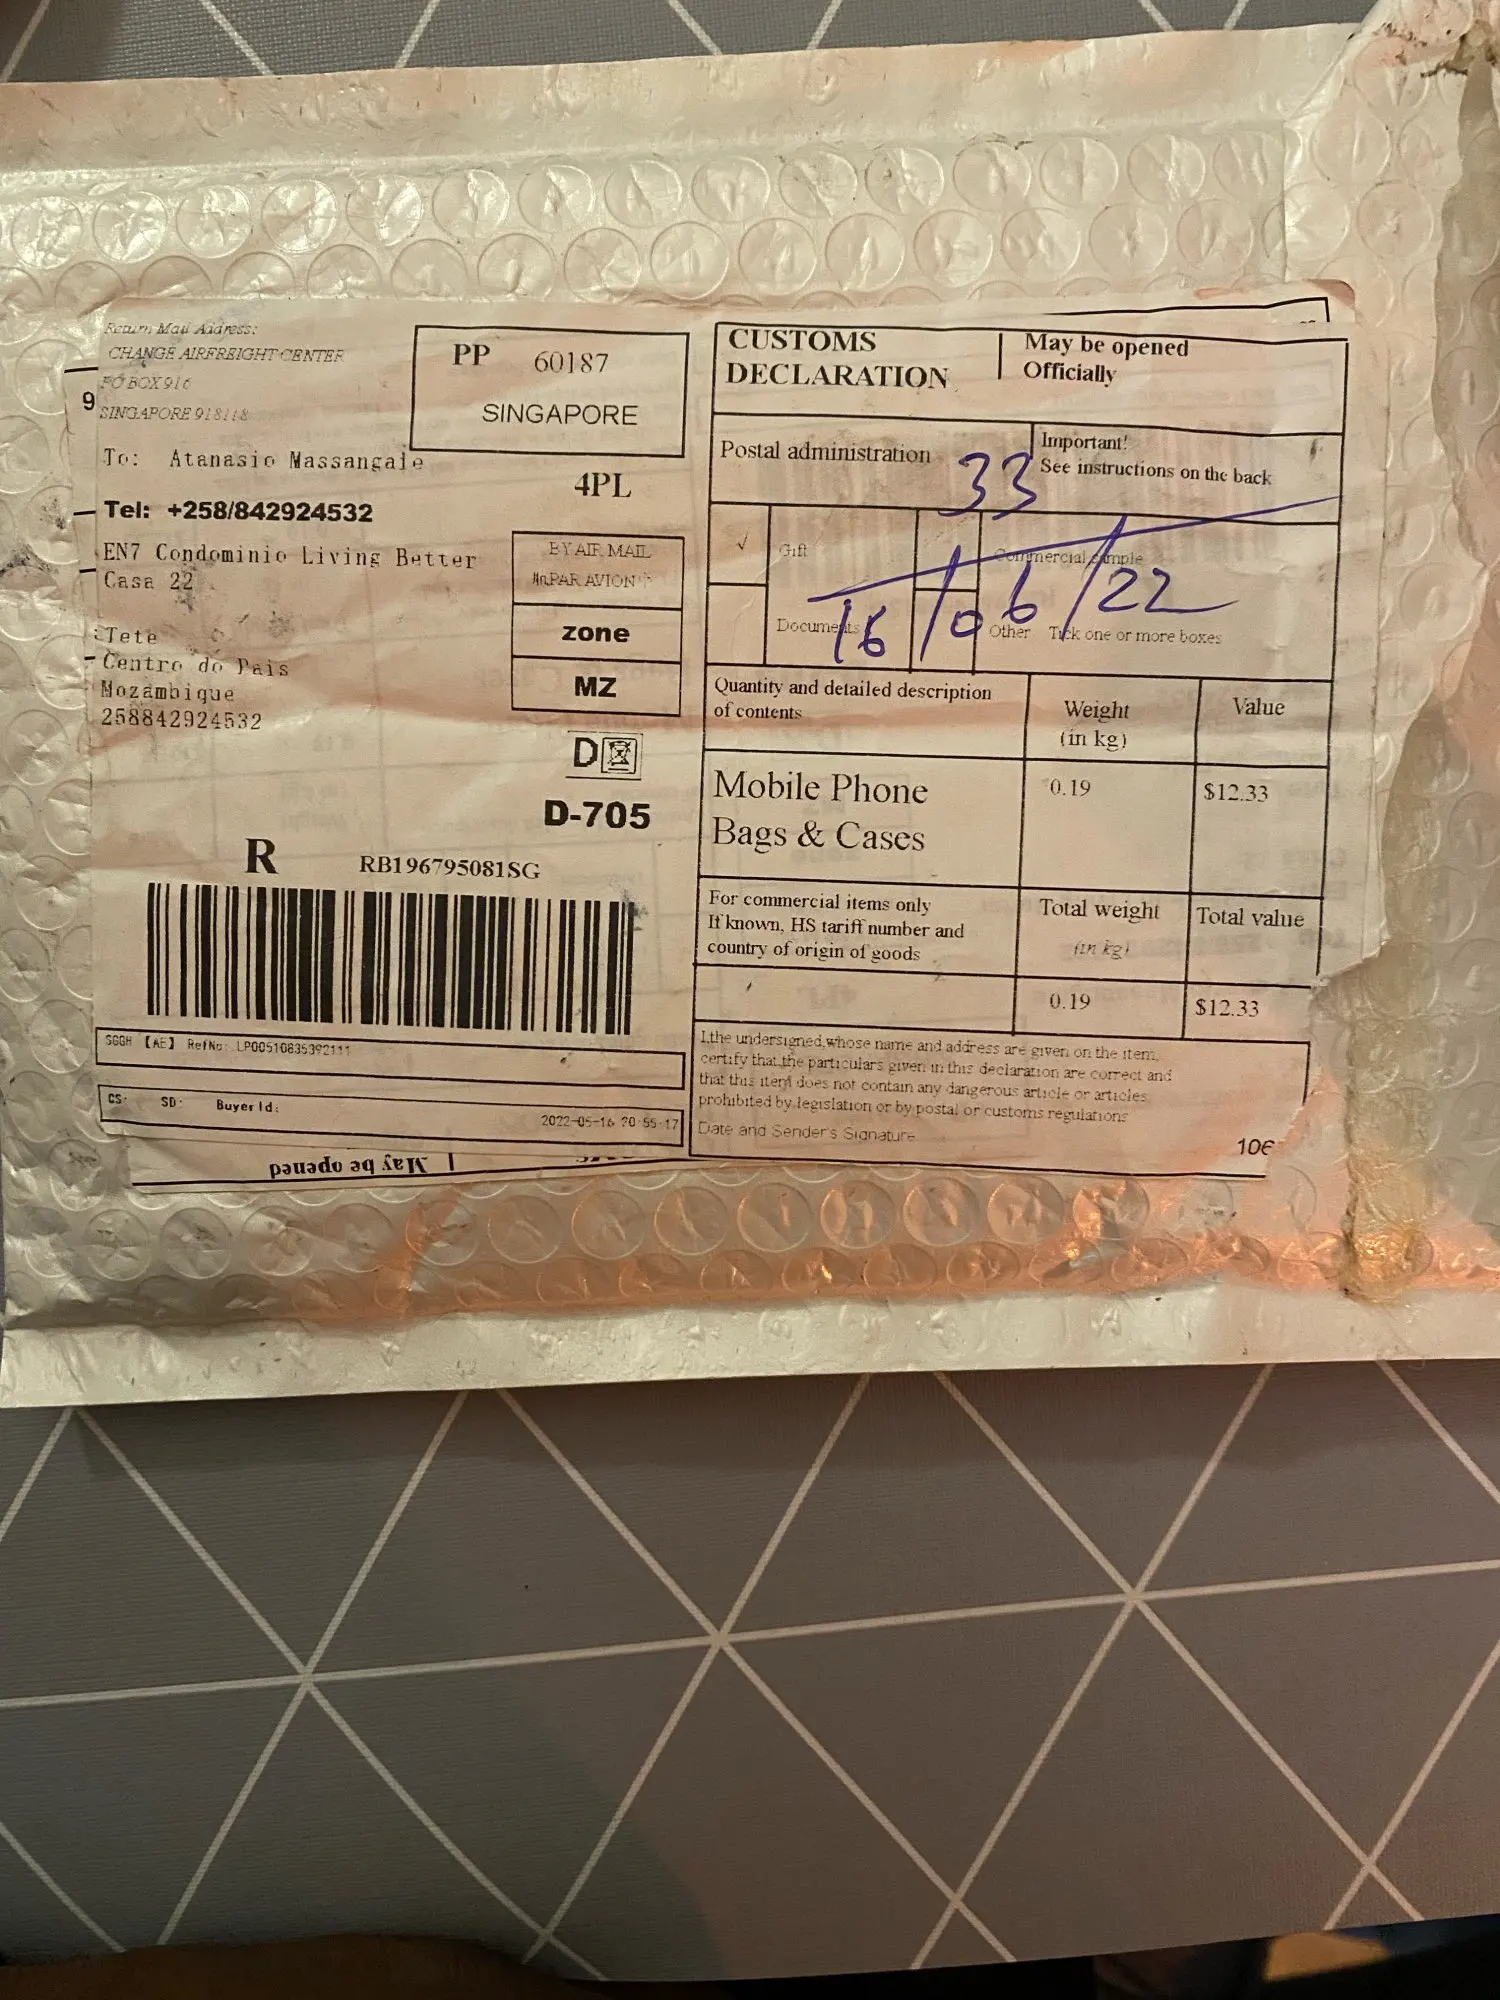 Return Mail Address:
CHANGE AIRFREIGHT CENTER
PO BOX 916
SINGAPORE 918118
9
PP 60187
SINGAPORE
To: Atanasio Massangaie
4PL
Tel: +258/842924532
EN7 Condominio Living Better
Casa 22
Tete
Centro do Pais
Mozambique
258842924532
BY AIR MAIL
PAR AVION
zone
MZ
D
D-705
R RB196795081SG
SGGH 【AE】 RefNo: LP00510835392111
CS: SD: Buyer Id:
2022-05-16 20:55:17
May be opened
CUSTOMS
DECLARATION
May be opened
Officially
Postal administration
33
Important!
See instructions on the back
√ Gift
Commercial sample
Documents
Other Tick one or more boxes
16/06/22
Quantity and detailed description
of contents
Weight
(in kg)
Value
Mobile Phone
Bags & Cases
0.19
$12.33
For commercial items only
If known, HS tariff number and
country of origin of goods
Total weight
(in kg)
Total value
0.19
$12.33
I,the undersigned,whose name and address are given on the item,
certify that the particulars given in this declaration are correct and
that this item does not contain any dangerous article or articles
prohibited by legislation or by postal or customs regulations
Date and Sender's Signature
106